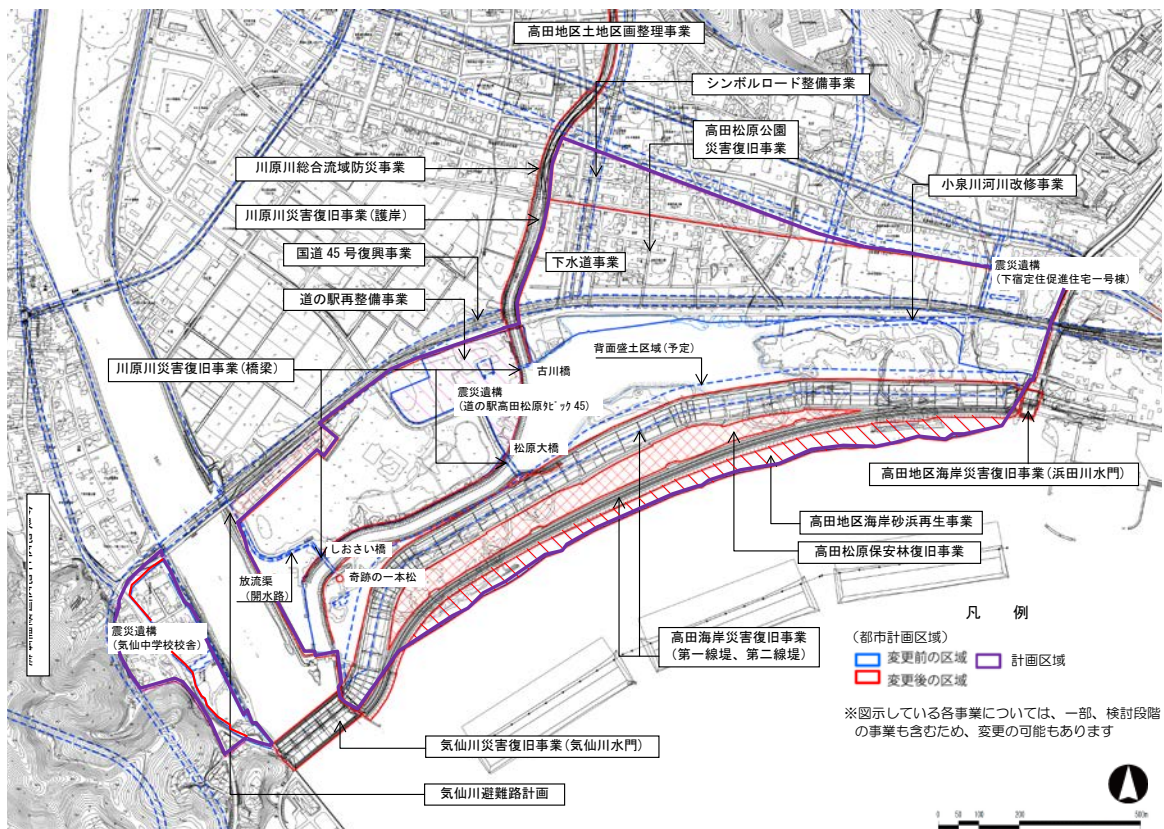 高田地区土地区画整理事業
シンボルロード整備事業
高田松原公園
災害復旧事業
川原川総合流域防災事業
小泉川河川改修事業
川原川災害復旧事業(護岸)
国道45号復興事業
下水道事業
震災遺構
(下宿定住促進住宅一号棟)
道の駅再整備事業
背面盛土区域(予定)
川原川災害復旧事業(橋梁)
古川橋
震災遺構
(道の駅高田松原タピック45)
松原大橋
高田地区海岸災害復旧事業(浜田川水門)
高田地区海岸砂浜再生事業
しおさい橋
高田松原保安林復旧事業
奇跡の一本松
放流渠
(開水路)
震災遺構
(気仙中学校校舎)
高田海岸災害復旧事業
(第一線堤、第二線堤)
気仙川災害復旧事業(気仙川水門)
気仙川避難路計画
凡 例
(都市計画区域)
変更前の区域
計画区域
変更後の区域
※図示している各事業については、一部、検討段階
の事業も含むため、変更の可能もあります
0 50 100 200 500m